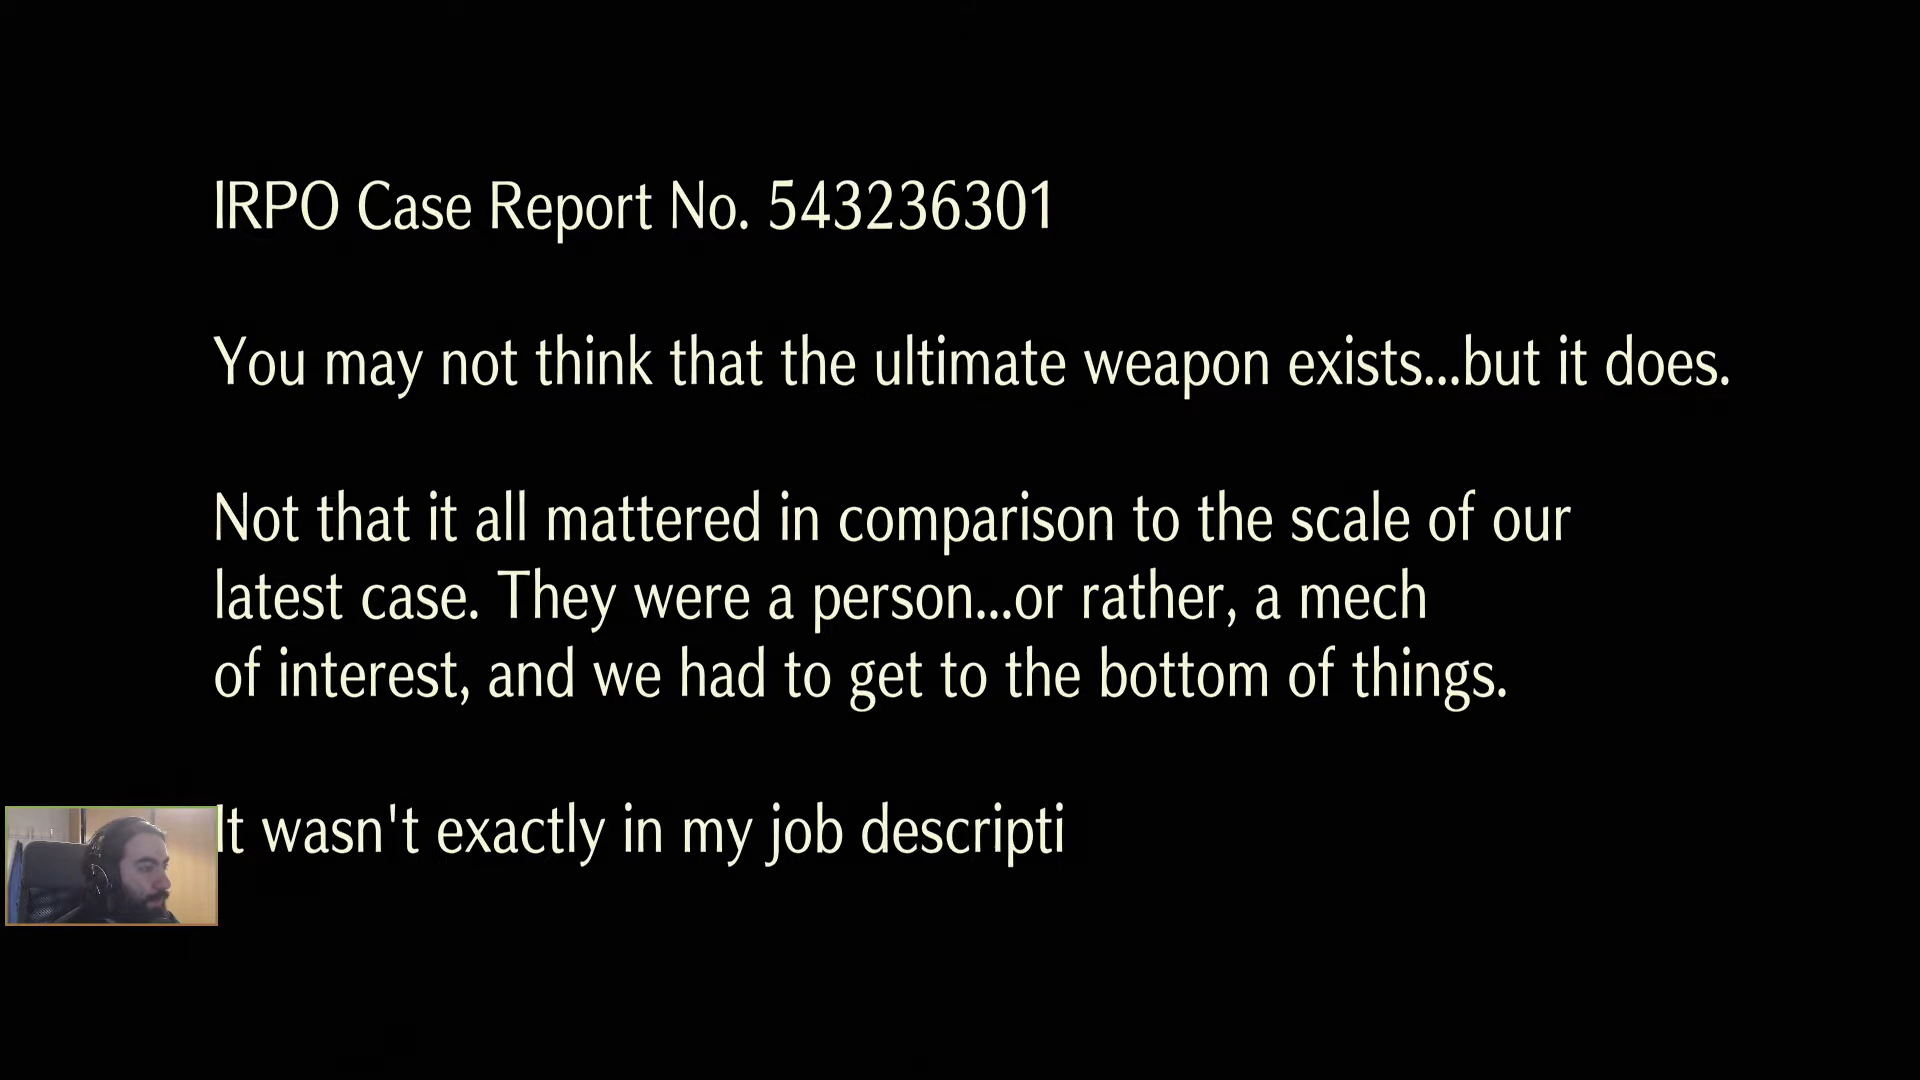 IRPO Case Report No. 543236301
You may not think that the ultimate weapon exists...but it does.
Not that it all mattered in comparison to the scale of our
latest case. They were a person...or rather, a mech
of interest, and we had to get to the bottom of things.
It wasn't exactly in my job descripti